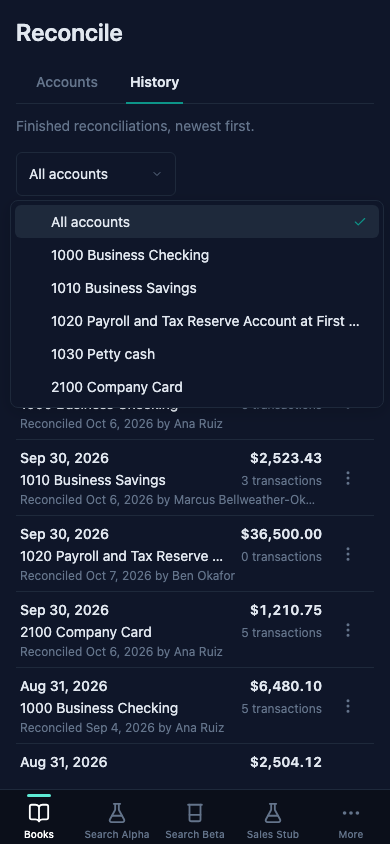 Reconcile
Accounts
History
Finished reconciliations, newest first.
All accounts
All accounts
1000 Business Checking
1010 Business Savings
1020 Payroll and Tax Reserve Account at First ...
1030 Petty cash
2100 Company Card
Reconciled Oct 6, 2026 by Ana Ruiz
Sep 30, 2026 $2,523.43
1010 Business Savings 3 transactions
Reconciled Oct 6, 2026 by Marcus Bellweather-Ok...
Sep 30, 2026 $36,500.00
1020 Payroll and Tax Reserve ... 0 transactions
Reconciled Oct 7, 2026 by Ben Okafor
Sep 30, 2026 $1,210.75
2100 Company Card 5 transactions
Reconciled Oct 6, 2026 by Ana Ruiz
Aug 31, 2026 $6,480.10
1000 Business Checking 5 transactions
Reconciled Sep 4, 2026 by Ana Ruiz
Aug 31, 2026 $2,504.12
Books
Search Alpha
Search Beta
Sales Stub
More